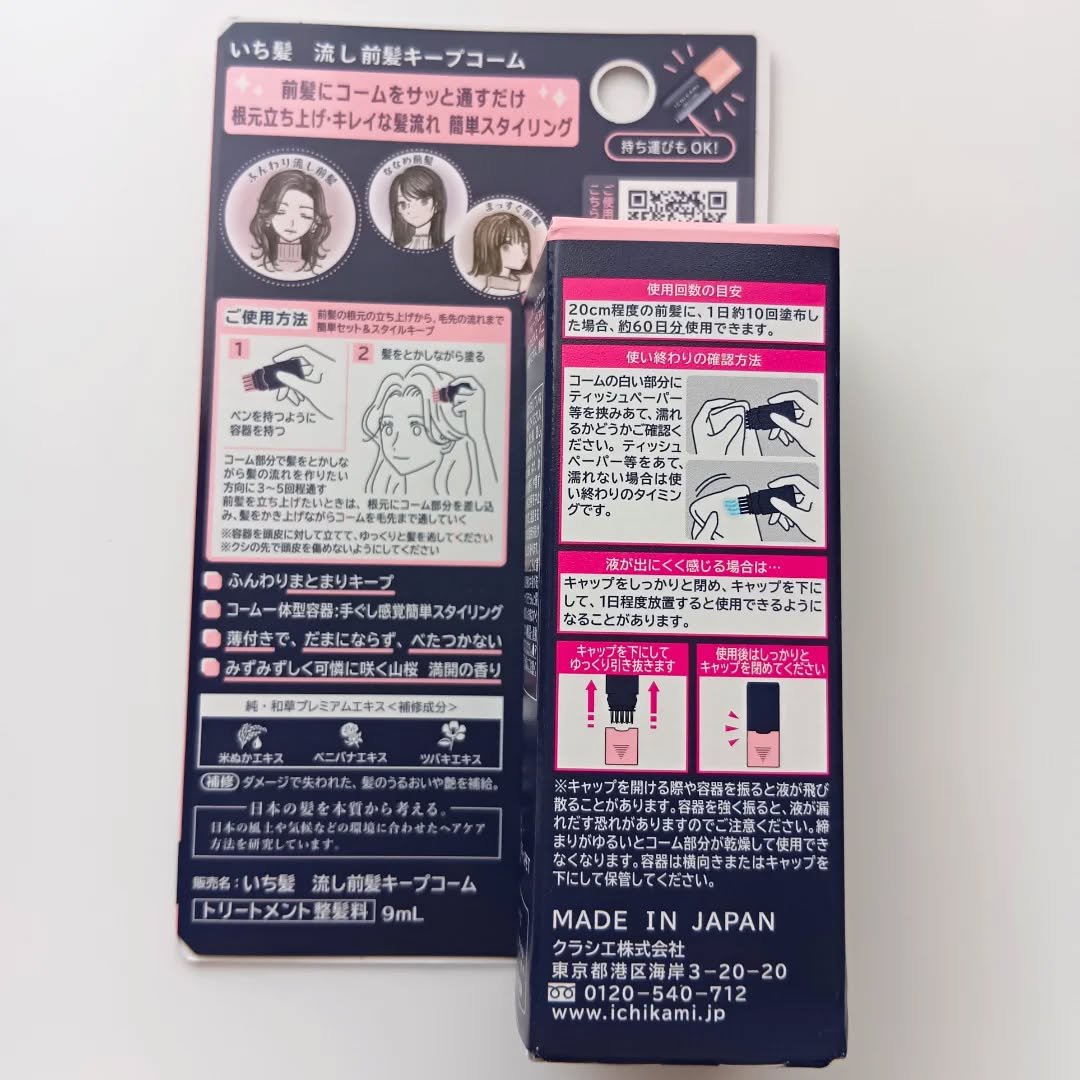 いち髪　流し前髪キープコーム
前髪にコームをサッと通すだけ
根元立ち上げ・キレイな髪流れ 簡単スタイリング
ICHIKAMI
持ち運びもOK!
ふんわり流し前髪
ななめ前髪
まっすぐ前髪
ご使用
こちら
ご使用方法
前髪の根元の立ち上げから、毛先の流れまで
簡単セット&スタイルキープ
1
ペンを持つように
容器を持つ
2 髪をとかしながら塗る
コーム部分で髪をとかしな
がら髪の流れを作りたい
方向に3〜5回程通す
前髪を立ち上げたいときは、根元にコーム部分を差し込
み、髪をかき上げながらコームを毛先まで通していく
※容器を頭皮に対して立てて、ゆっくりと髪を通してください
※クシの先で頭皮を傷めないようにしてください
ふんわりまとまりキープ
コーム一体型容器:手ぐし感覚簡単スタイリング
薄付きで、だまにならず、べたつかない
みずみずしく可憐に咲く山桜 満開の香り
純・和草プレミアムエキス<補修成分>
米ぬかエキス
ベニバナエキス
ツバキエキス
補修 ダメージで失われた、髪のうるおいや艶を補給。
日本の髪を本質から考える。
日本の風土や気候などの環境に合わせたヘアケア
方法を研究しています。
販売名:いち髪　流し前髪キープコーム
トリートメント整髪料 9mL
使用回数の目安
20cm程度の前髪に、1日約10回塗布し
た場合、約60日分使用できます。
使い終わりの確認方法
コームの白い部分に
ティッシュペーパー
等を挟みあて、濡れ
るかどうかご確認く
ださい。ティッシュ
ペーパー等をあて、
濡れない場合は使
い終わりのタイミン
グです。
液が出にくく感じる場合は…
キャップをしっかりと閉め、キャップを下に
して、1日程度放置すると使用できるように
なることがあります。
キャップを下にして
ゆっくり引き抜きます
使用後はしっかりと
キャップを閉めてください
※キャップを開ける際や容器を振ると液が飛び
散ることがあります。容器を強く振ると、液が漏
れだす恐れがありますのでご注意ください。締
まりがゆるいとコーム部分が乾燥して使用でき
なくなります。容器は横向きまたはキャップを
下にして保管してください。
MADE IN JAPAN
クラシエ株式会社
東京都港区海岸3-20-20
0120-540-712
www.ichikami.jp